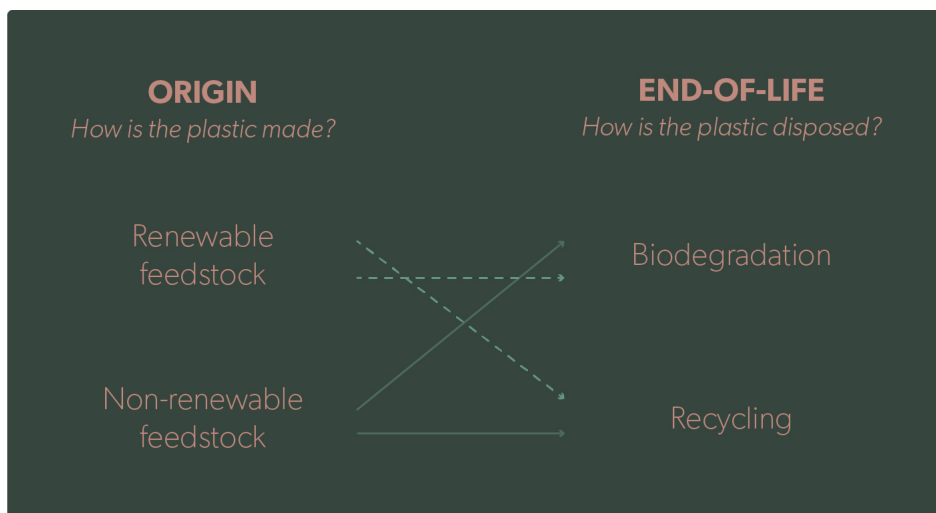 ORIGIN
How is the plastic made?
END-OF-LIFE
How is the plastic disposed?
Renewable
feedstock
Biodegradation
Non-renewable
feedstock
Recycling